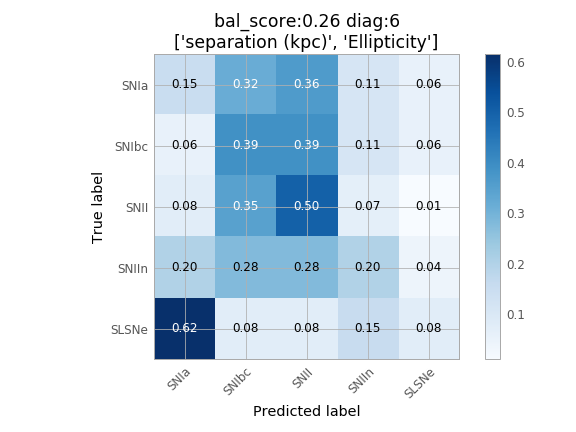 bal_score:0.26 diag:6
['separation (kpc)', 'Ellipticity']
SNIa 0.15 0.32 0.36 0.11 0.06
SNIbc 0.06 0.39 0.39 0.11 0.06
SNII 0.08 0.35 0.50 0.07 0.01
SNIIn 0.20 0.28 0.28 0.20 0.04
SLSNe 0.62 0.08 0.08 0.15 0.08
SNIa SNIbc SNII SNIIn SLSNe
True label
Predicted label
0.6
0.5
0.4
0.3
0.2
0.1